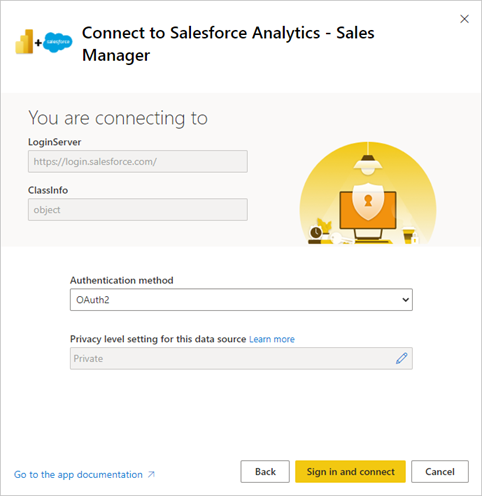 Connect to Salesforce Analytics - Sales
Manager
salesforce
You are connecting to
LoginServer
https://login.salesforce.com/
ClassInfo
object
Authentication method
OAuth2
Privacy level setting for this data source Learn more
Private
Go to the app documentation
Back
Sign in and connect
Cancel